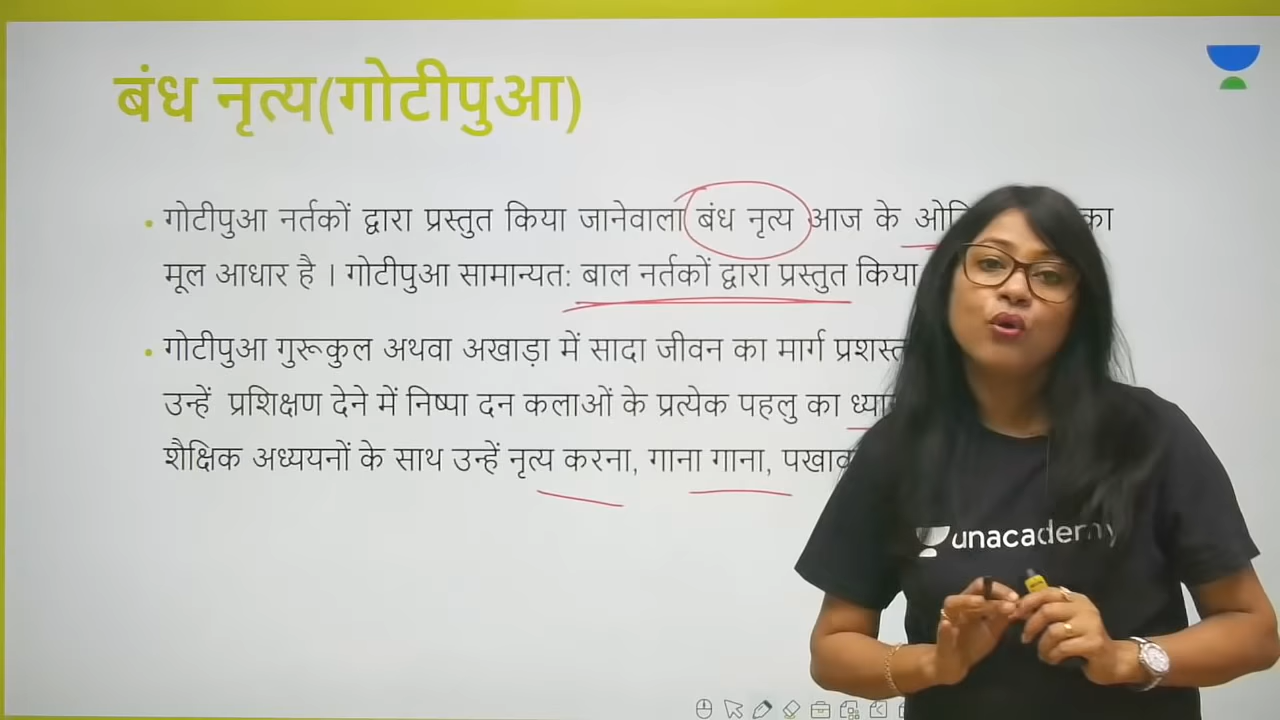 बंध नृत्य(गोटीपुआ)
• गोटीपुआ नर्तकों द्वारा प्रस्तुत किया जानेवाला बंध नृत्य आज के का
मूल आधार है । गोटीपुआ सामान्यत: बाल नर्तकों द्वारा प्रस्तुत किया
• गोटीपुआ गुरूकुल अथवा अखाड़ा में सादा जीवन का मार्ग प्रशस्त
उन्हें प्रशिक्षण देने में निष्पा दन कलाओं के प्रत्येक पहलु का
शैक्षिक अध्ययनों के साथ उन्हें नृत्य करना, गाना गाना,
unacademy